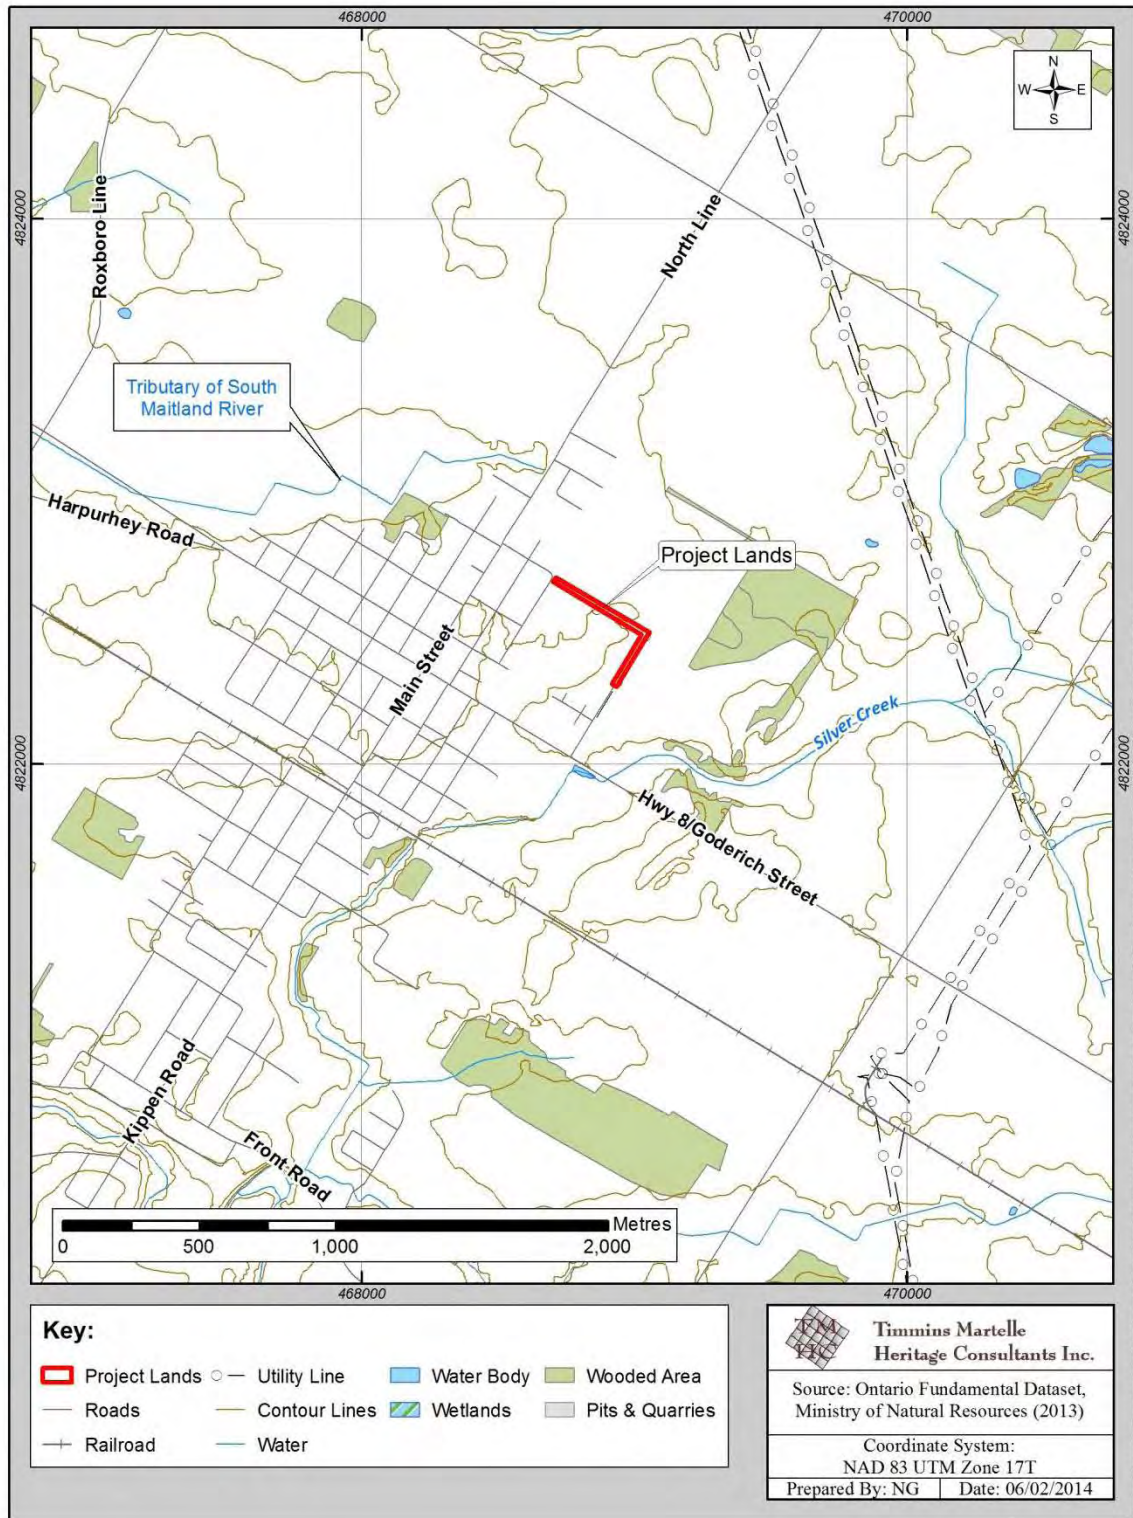 468000
470000
N
W E
S
4824000
4824000
Roxboro Line
North Line
Tributary of South
Maitland River
Harpurhey Road
Project Lands
Main Street
Silver Creek
4822000
4822000
Hwy 8/Goderich Street
Kippen Road
Front Road
Metres
0 500 1,000 2,000
468000
470000
Key:
Project Lands
Utility Line
Water Body
Wooded Area
Roads
Contour Lines
Wetlands
Pits & Quarries
Railroad
Water
TM
HC
Timmins Martelle
Heritage Consultants Inc.
Source: Ontario Fundamental Dataset,
Ministry of Natural Resources (2013)
Coordinate System:
NAD 83 UTM Zone 17T
Prepared By: NG
Date: 06/02/2014